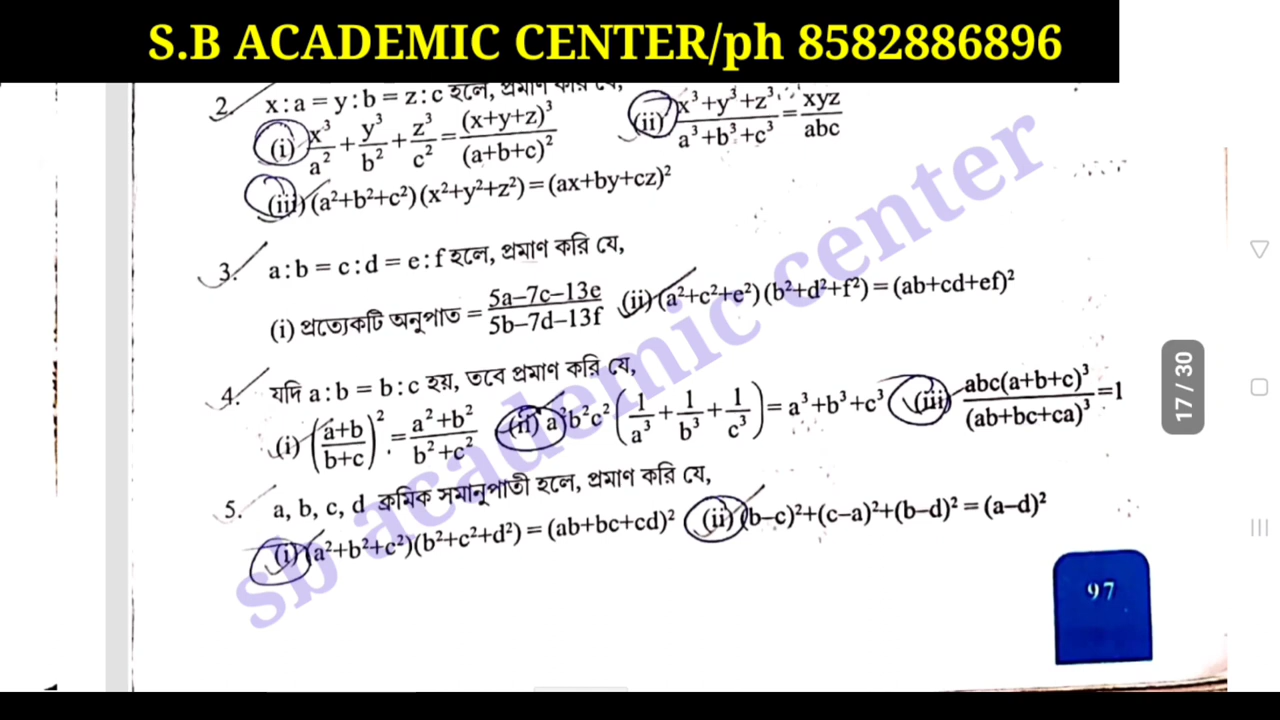 S.B ACADEMIC CENTER/ph 8582886896
2. x : a = y : b = z : c হলে, প্রমাণ করি যে,
(i) x³/a² + y³/b² + z³/c² = (x+y+z)³/(a+b+c)² (ii) x³+y³+z³/a³+b³+c³ = xyz/abc
(iii) (a²+b²+c²)(x²+y²+z²) = (ax+by+cz)²
3. a : b = c : d = e : f হলে, প্রমাণ করি যে,
(i) প্রত্যেকটি অনুপাত = 5a–7c–13e/5b–7d–13f (ii) (a²+c²+e²)(b²+d²+f²) = (ab+cd+ef)²
4. যদি a : b = b : c হয়, তবে প্রমাণ করি যে,
(i) (a+b/b+c)² = a²+b²/b²+c² (ii) a²b²c² (1/a³ + 1/b³ + 1/c³) = a³+b³+c³ (iii) abc(a+b+c)³/(ab+bc+ca)³ = 1
5. a, b, c, d ক্রমিক সমানুপাতী হলে, প্রমাণ করি যে,
(i) (a²+b²+c²)(b²+c²+d²) = (ab+bc+cd)² (ii) (b–c)²+(c–a)²+(b–d)² = (a–d)²
sb academic center
97
17 / 30